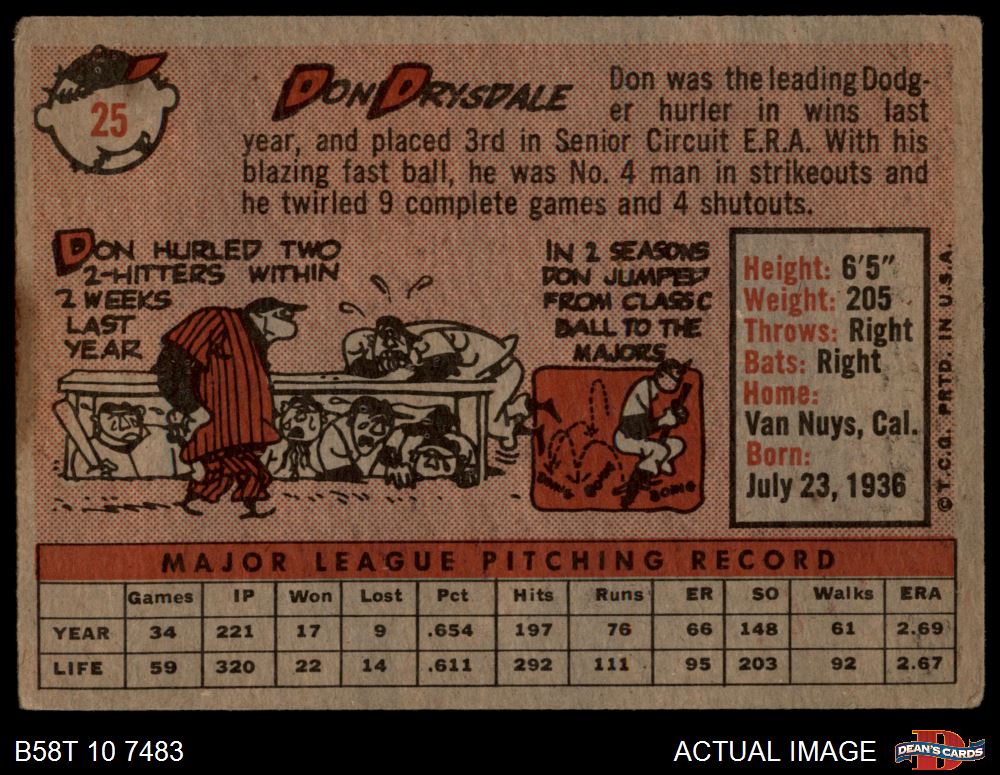 25
DON DRYSDALE
Don was the leading Dodg-
er hurler in wins last
year, and placed 3rd in Senior Circuit E.R.A. With his
blazing fast ball, he was No. 4 man in strikeouts and
he twirled 9 complete games and 4 shutouts.
DON HURLED TWO
2-HITTERS WITHIN
2 WEEKS
LAST
YEAR
IN 2 SEASONS
DON JUMPED
FROM CLASS C
BALL TO THE
MAJORS
BOING
Height: 6'5"
Weight: 205
Throws: Right
Bats: Right
Home:
Van Nuys, Cal.
Born:
July 23, 1936
© T.C.G. PRTD. IN U.S.A.
MAJOR LEAGUE PITCHING RECORD
Games IP Won Lost Pct Hits Runs ER SO Walks ERA
YEAR 34 221 17 9 .654 197 76 66 148 61 2.69
LIFE 59 320 22 14 .611 292 111 95 203 92 2.67
B58T 10 7483
ACTUAL IMAGE
D
DEAN'S CARDS